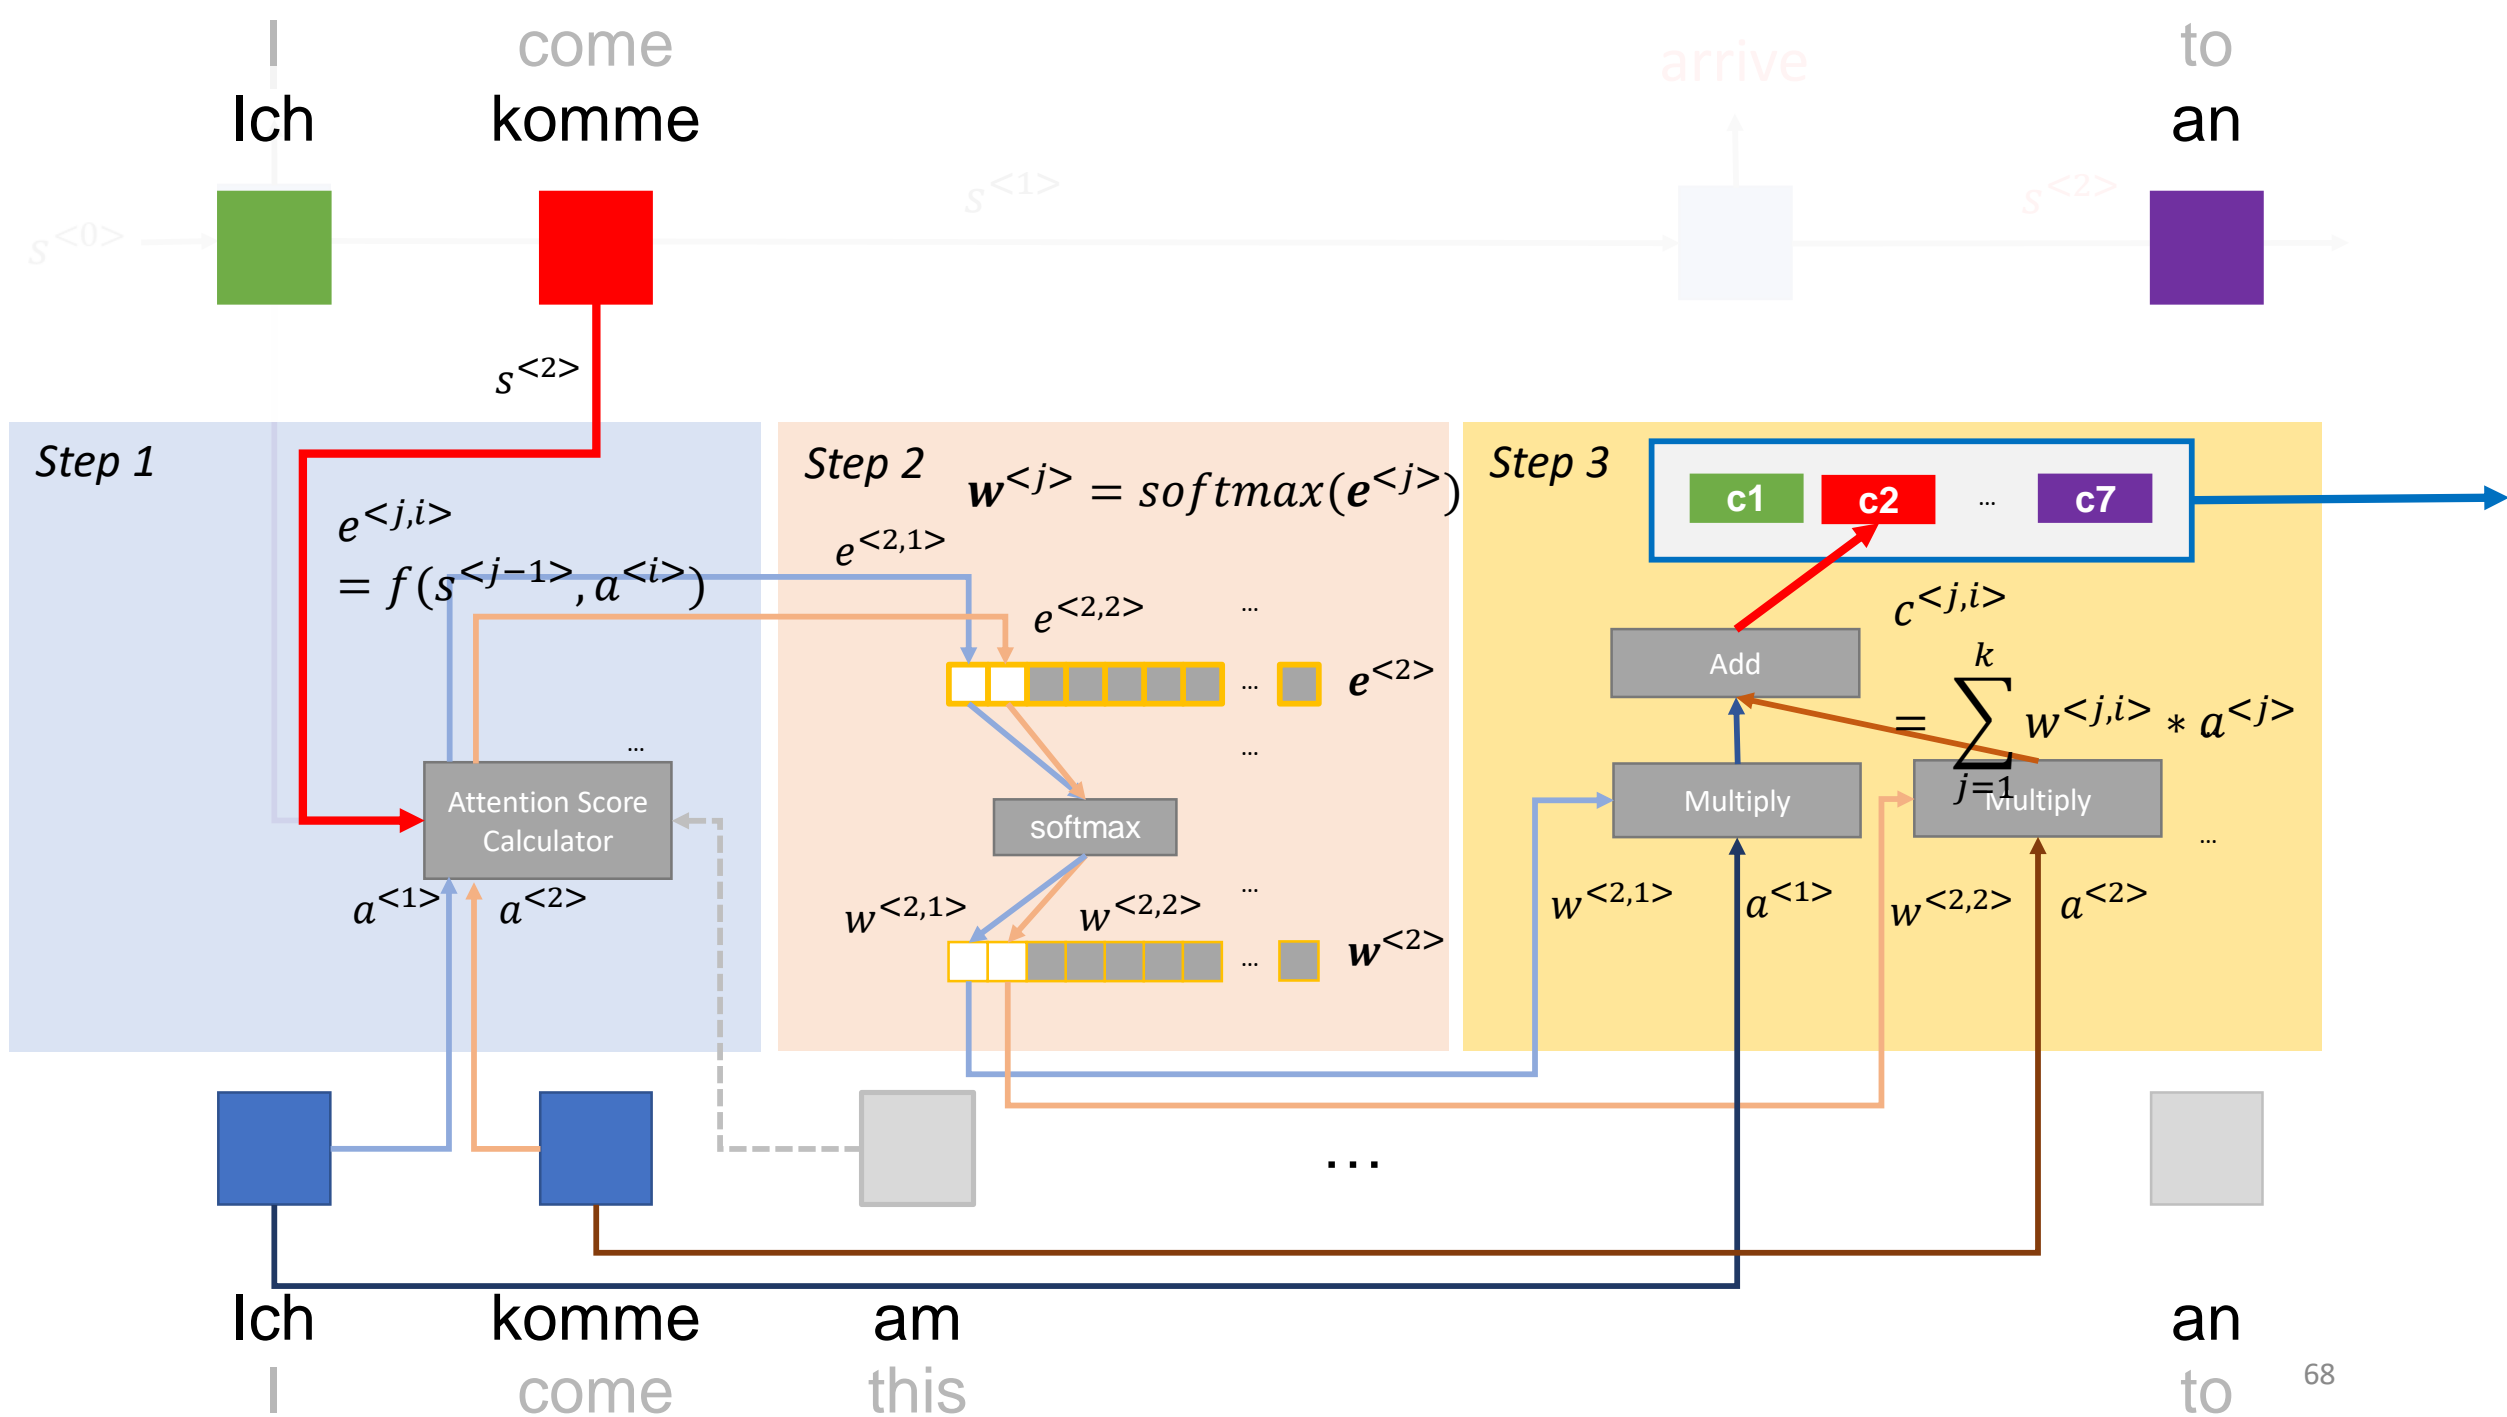 I come arrive to
Ich komme an
s<0> s<1> s<2>
s<2>
Step 1
e<j,i>
= f(s<j−1>, a<i>)
...
Attention Score
Calculator
a<1> a<2>
Step 2
w<j> = softmax(e<j>)
e<2,1>
e<2,2> ...
... e<2>
...
softmax
w<2,1> w<2,2> ...
... w<2>
Step 3
c1 c2 ... c7
c<j,i>
= ∑ j=1 k w<j,i> ∗ a<j>
...
Add
Multiply Multiply
...
w<2,1> a<1> w<2,2> a<2>
...
Ich komme am an
I come this to
68